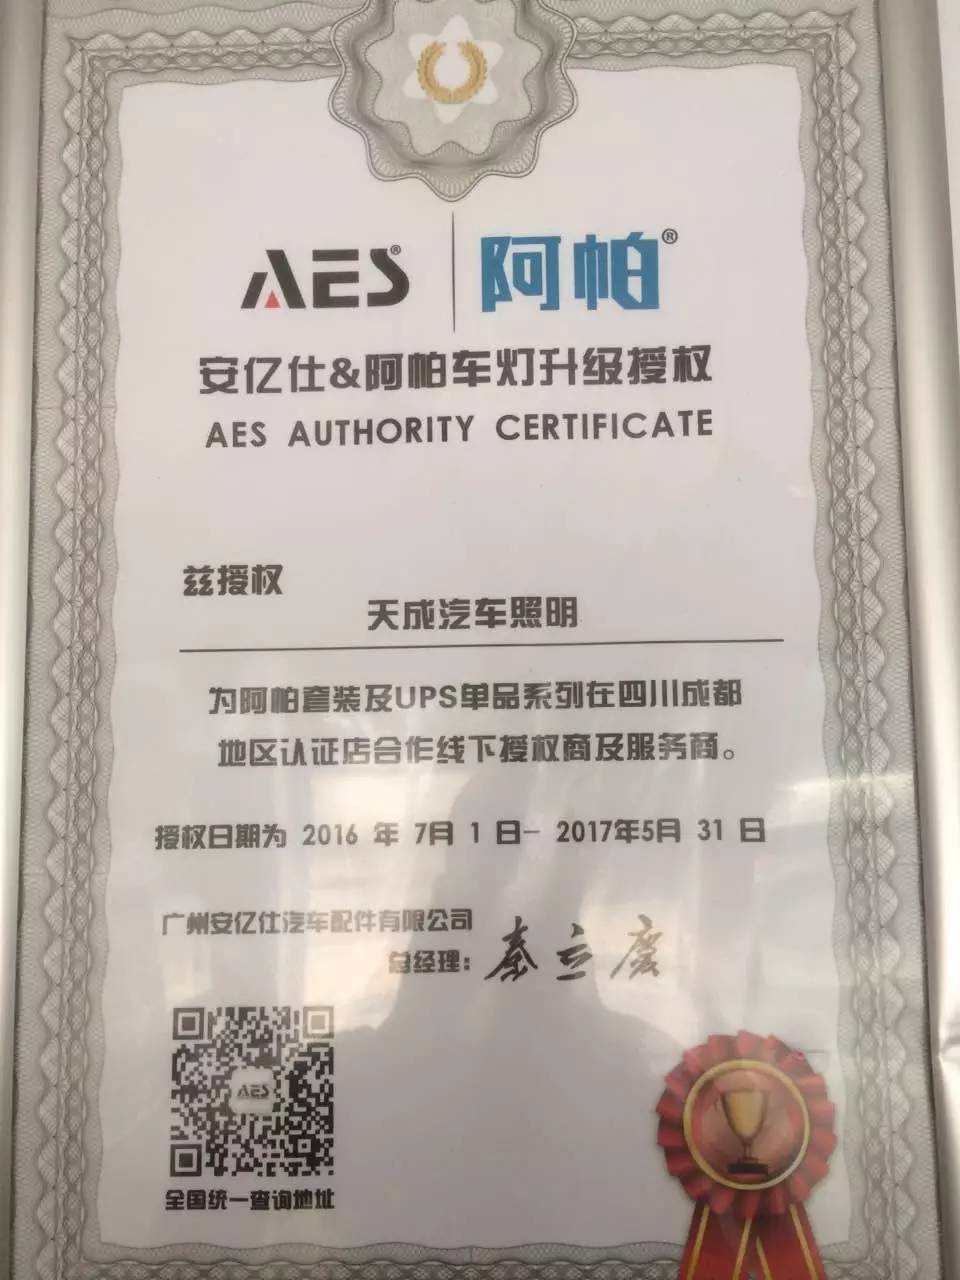 AES® 阿帕®
安亿仕&阿帕车灯升级授权
AES AUTHORITY CERTIFICATE
兹授权
天成汽车照明
为阿帕套装及UPS单品系列在四川成都
地区认证店合作线下授权商及服务商。
授权日期为 2016 年 7月 1 日- 2017年5月 31 日
广州安亿仕汽车配件有限公司
总经理: 秦立庆
AES
全国统一查询地址